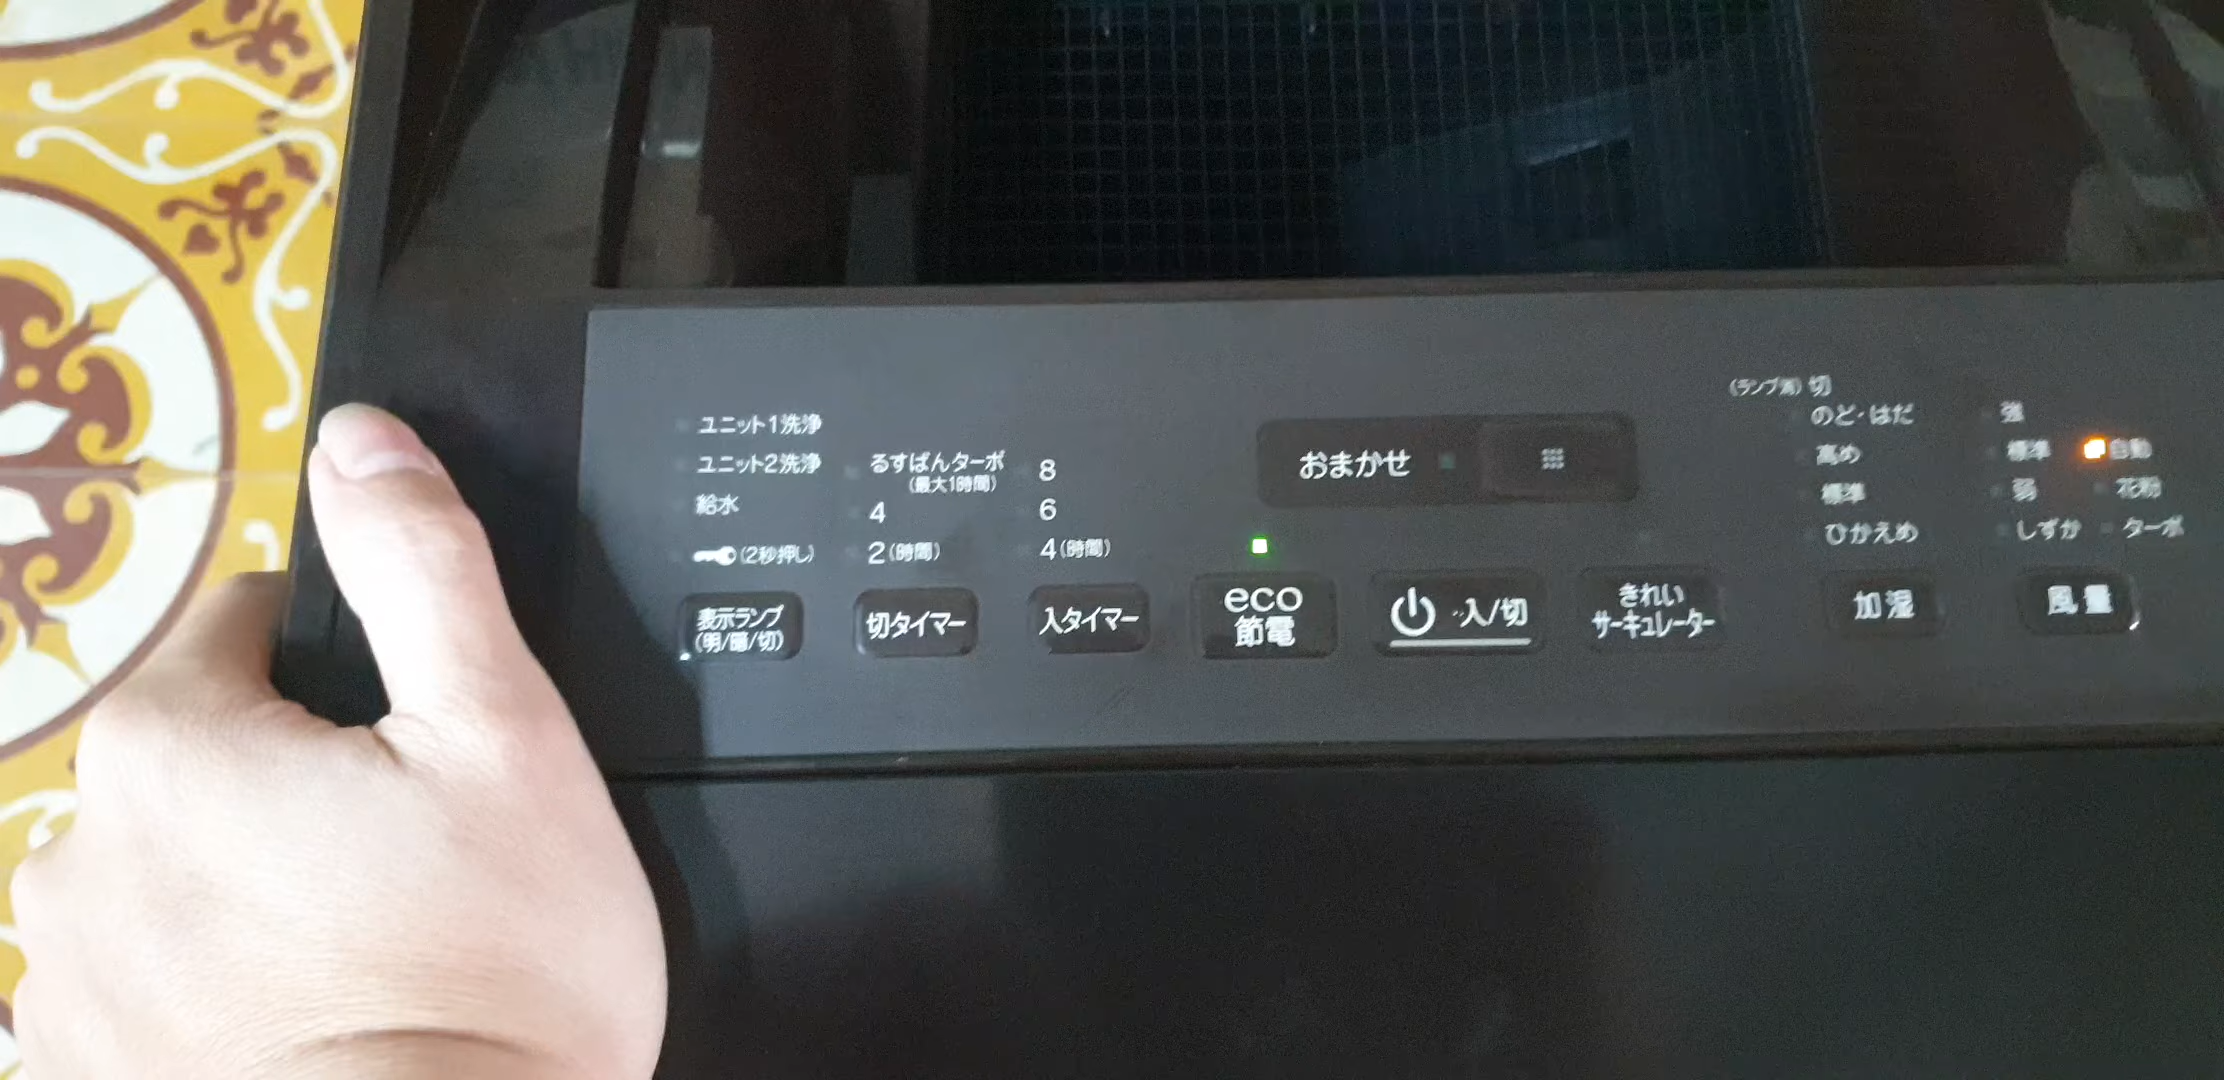 ユニット1洗浄
ユニット2洗浄
給水
(2秒押し)
表示ランプ
(明/暗/切)
るすばんターボ
(最大1時間)
4
2(時間)
切タイマー
8
6
4(時間)
入タイマー
おまかせ
eco
節電
入/切
きれい
サーキュレーター
(ランプ消) 切
のど・はだ
高め
標準
ひかえめ
加湿
強
標準 自動
弱 花粉
しずか ターボ
風量